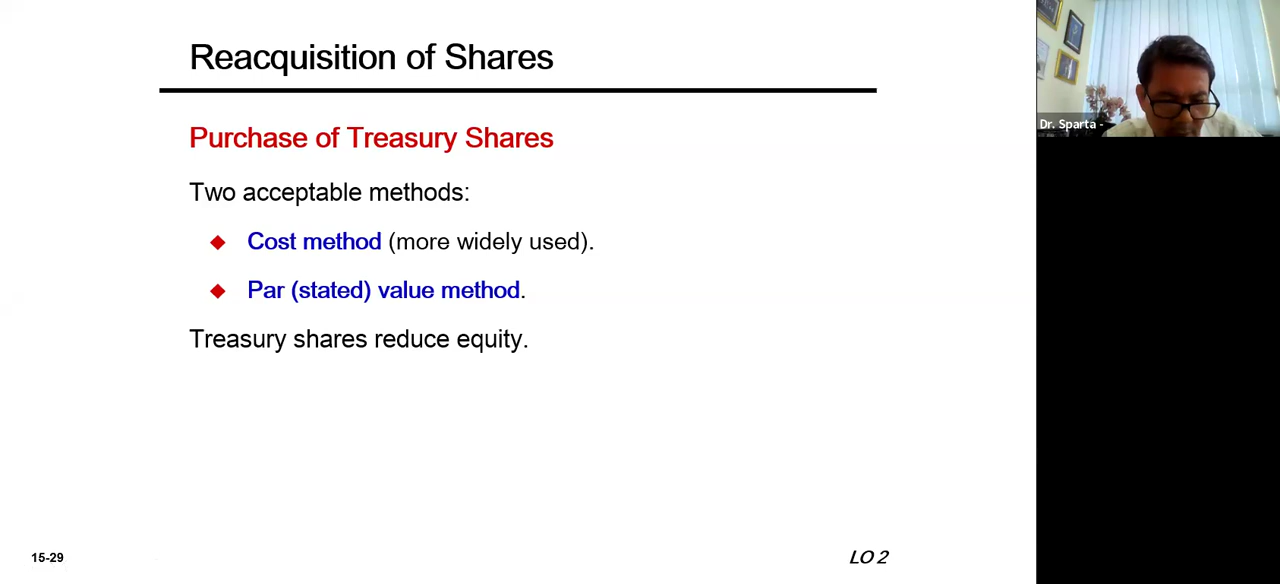 Reacquisition of Shares
Purchase of Treasury Shares
Two acceptable methods:
Cost method (more widely used).
Par (stated) value method.
Treasury shares reduce equity.
15-29
LO 2
Dr. Sparta -